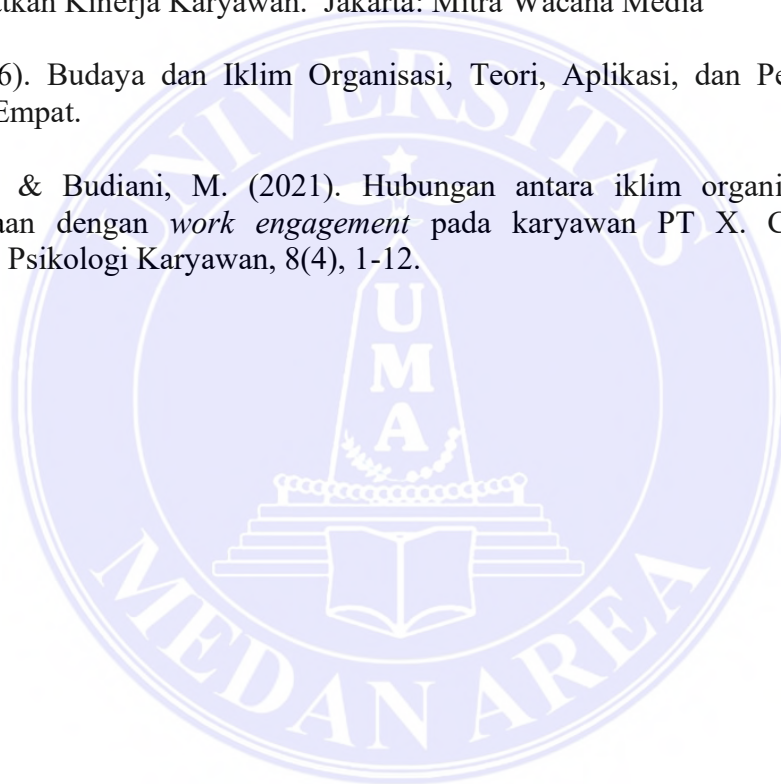 tkan Kinerja Karyawan. Jakarta: Mitra Wacana Media
6). Budaya dan Iklim Organisasi, Teori, Aplikasi, dan Pe
Empat.
& Budiani, M. (2021). Hubungan antara iklim organi
an dengan work engagement pada karyawan PT X. C
Psikologi Karyawan, 8(4), 1-12.
UNIVERSITAS
U
M
A
MEDAN AREA